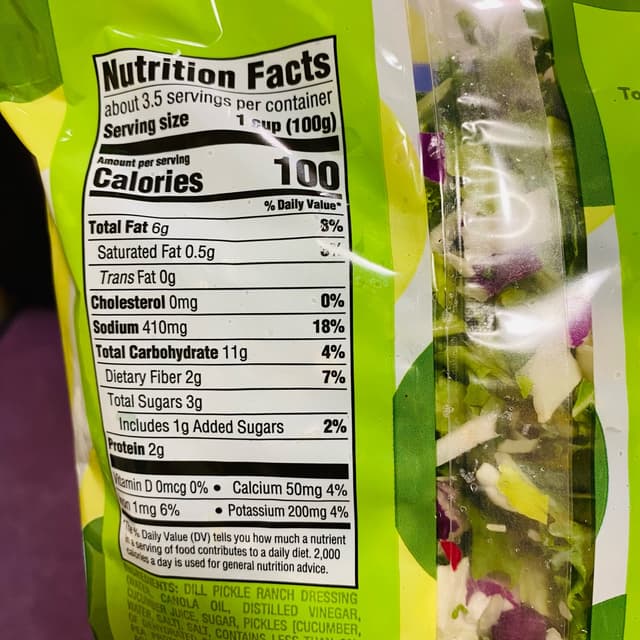 Nutrition Facts
about 3.5 servings per container
Serving size 1 cup (100g)
Amount per serving
Calories 100
% Daily Value*
Total Fat 6g 8%
Saturated Fat 0.5g
Trans Fat 0g
Cholesterol 0mg 0%
Sodium 410mg 18%
Total Carbohydrate 11g 4%
Dietary Fiber 2g 7%
Total Sugars 3g
Includes 1g Added Sugars 2%
Protein 2g
Vitamin D 0mcg 0% • Calcium 50mg 4%
1mg 6% • Potassium 200mg 4%
% Daily Value (DV) tells you how much a nutrient
serving of food contributes to a daily diet. 2,000
calories a day is used for general nutrition advice.
INGREDIENTS: DILL PICKLE RANCH DRESSING
CANOLA OIL, DISTILLED VINEGAR,
JUICE, SUGAR, PICKLES [CUCUMBER,
SALT], SALT, CONTAINS LESS THAN
To